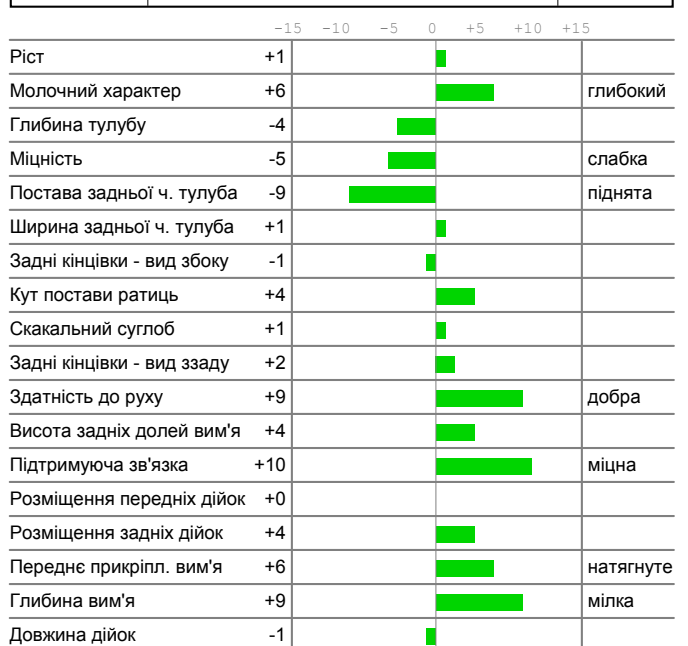 -15 -10 -5 0 +5 +10 +15
Ріст +1
Молочний характер +6 глибокий
Глибина тулубу -4
Міцність -5 слабка
Постава задньої ч. тулуба -9 піднята
Ширина задньої ч. тулуба +1
Задні кінцівки - вид збоку -1
Кут постави ратиць +4
Скакальний суглоб +1
Задні кінцівки - вид ззаду +2
Здатність до руху +9 добра
Висота задніх долей вим'я +4
Підтримуюча зв'язка +10 міцна
Розміщення передніх дійок +0
Розміщення задніх дійок +4
Переднє прикріпл. вим'я +6 натягнуте
Глибина вим'я +9 мілка
Довжина дійок -1